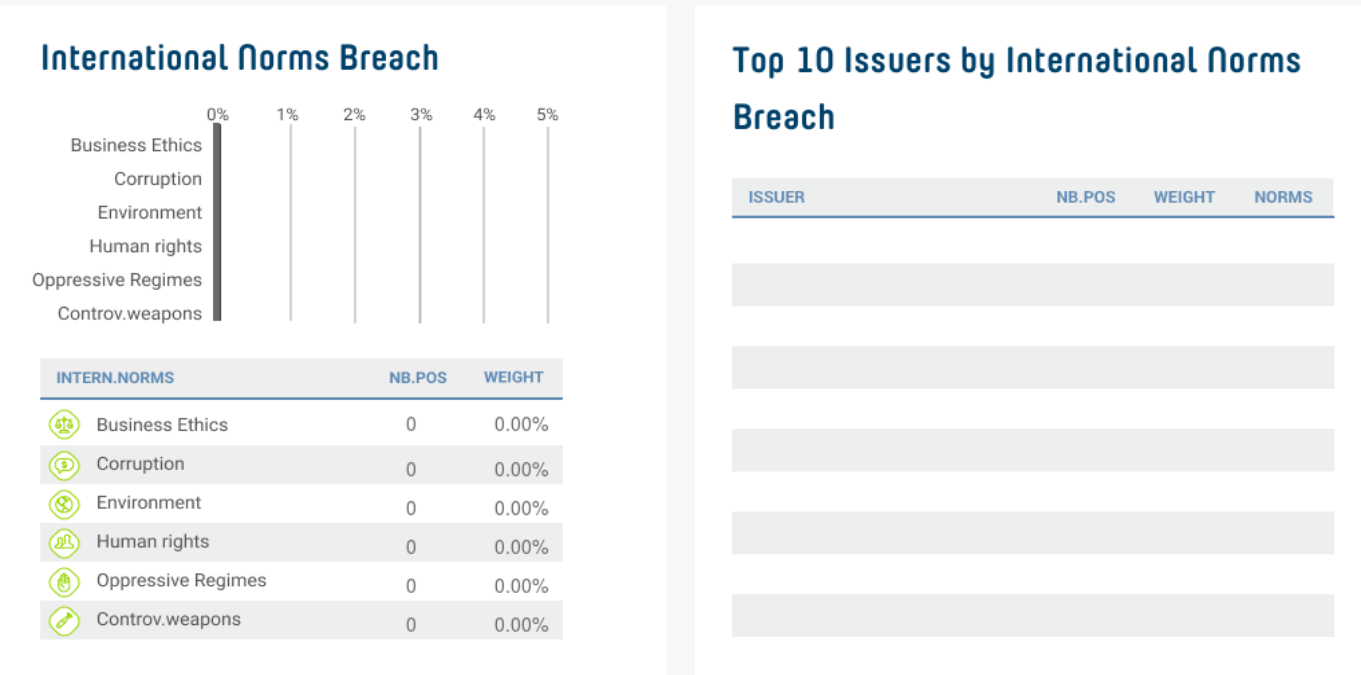 International Norms Breach
0% 1% 2% 3% 4% 5%
Business Ethics
Corruption
Environment
Human rights
Oppressive Regimes
Controv.weapons
INTERN.NORMS NB.POS WEIGHT
Business Ethics 0 0.00%
Corruption 0 0.00%
Environment 0 0.00%
Human rights 0 0.00%
Oppressive Regimes 0 0.00%
Controv.weapons 0 0.00%
Top 10 Issuers by International Norms
Breach
ISSUER NB.POS WEIGHT NORMS